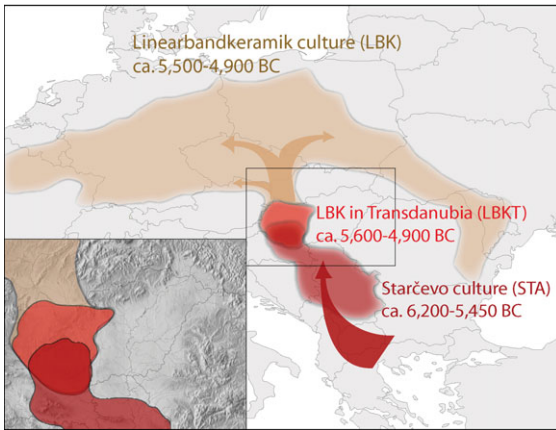 Linearbandkeramik culture (LBK)
ca. 5,500-4,900 BC
LBK in Transdanubia (LBKT)
ca. 5,600-4,900 BC
Starčevo culture (STA)
ca. 6,200-5,450 BC